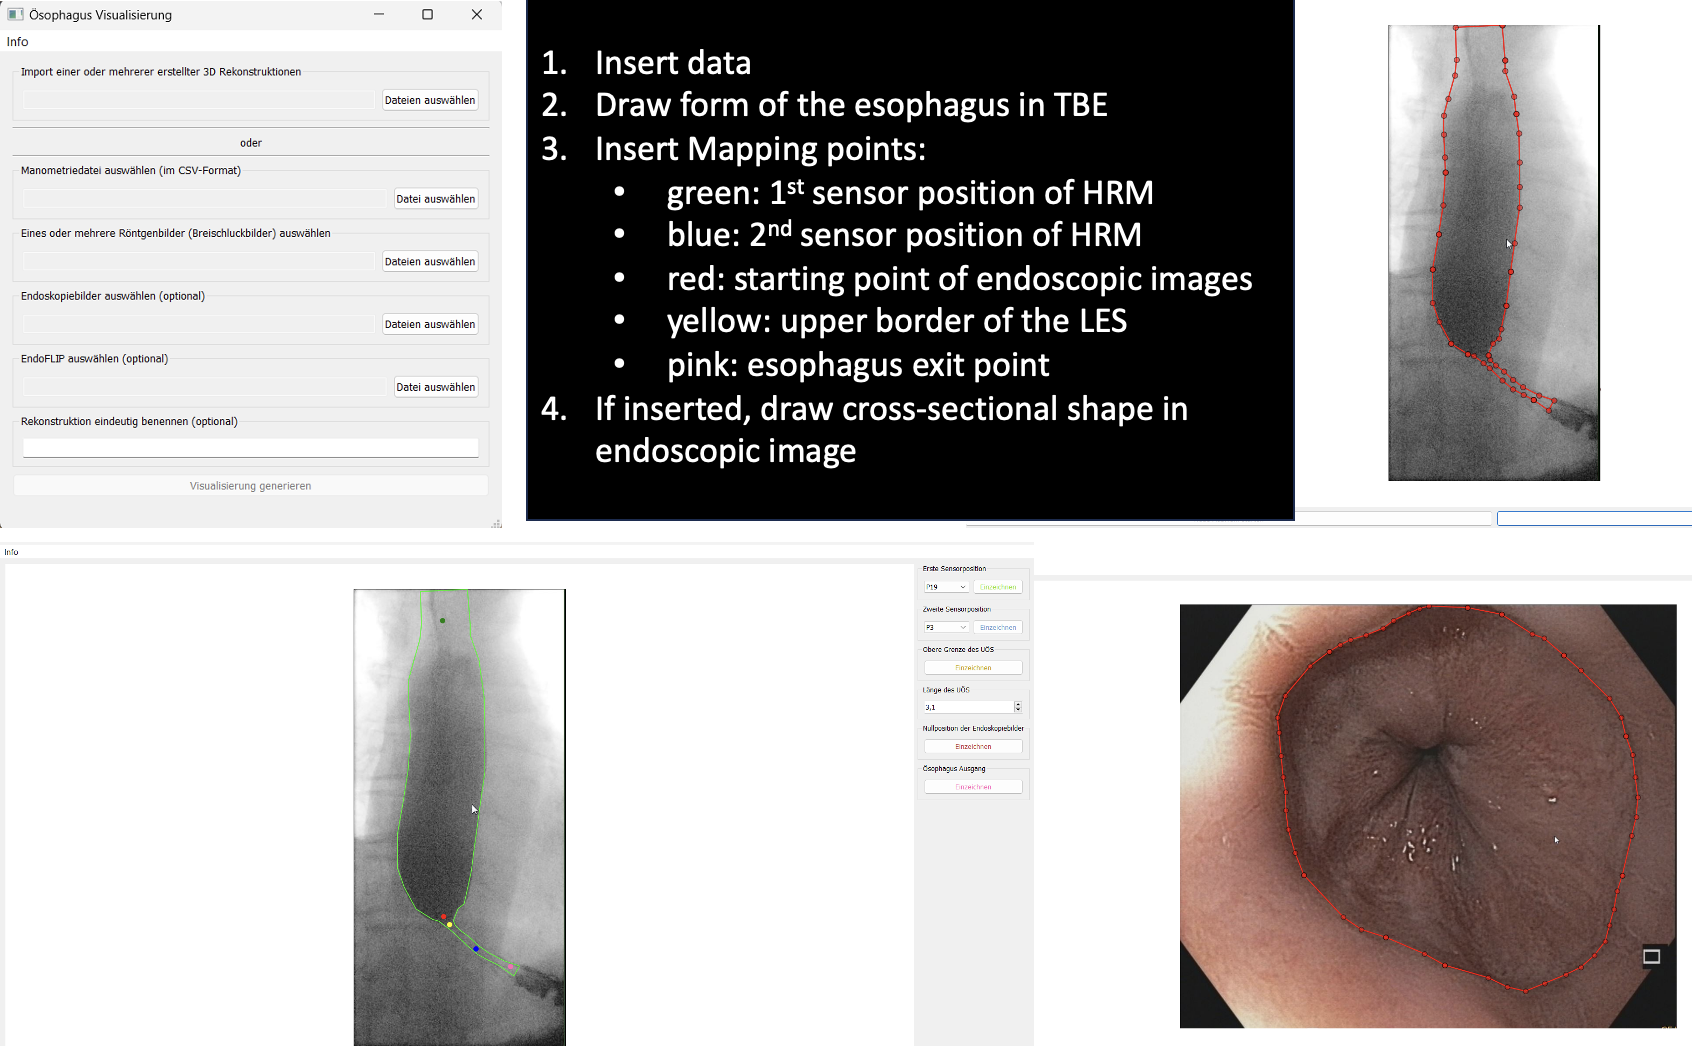 Ösophagus Visualisierung
Info
Import einer oder mehrerer erstellter 3D Rekonstruktionen
Dateien auswählen
oder
Manometriedatei auswählen (im CSV-Format)
Datei auswählen
Eines oder mehrere Röntgenbilder (Breischluckbilder) auswählen
Dateien auswählen
Endoskopiebilder auswählen (optional)
Dateien auswählen
EndoFLIP auswählen (optional)
Datei auswählen
Rekonstruktion eindeutig benennen (optional)
Visualisierung generieren
1. Insert data
2. Draw form of the esophagus in TBE
3. Insert Mapping points:
• green: 1st sensor position of HRM
• blue: 2nd sensor position of HRM
• red: starting point of endoscopic images
• yellow: upper border of the LES
• pink: esophagus exit point
4. If inserted, draw cross-sectional shape in
endoscopic image
Info
Erste Sensorposition
P19 Einzeichnen
Zweite Sensorposition
P3 Einzeichnen
Obere Grenze des UÖS
Einzeichnen
Länge des UÖS
3,1
Nullposition der Endoskopiebilder
Einzeichnen
Ösophagus Ausgang
Einzeichnen